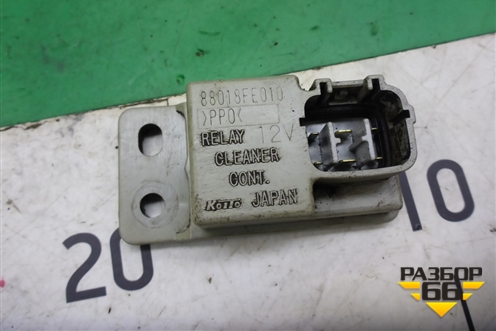 88018FE010
>PPO<
RELAY 12V
CLEANER
CONT.
Koito JAPAN
20
10
РАЗБОР
68